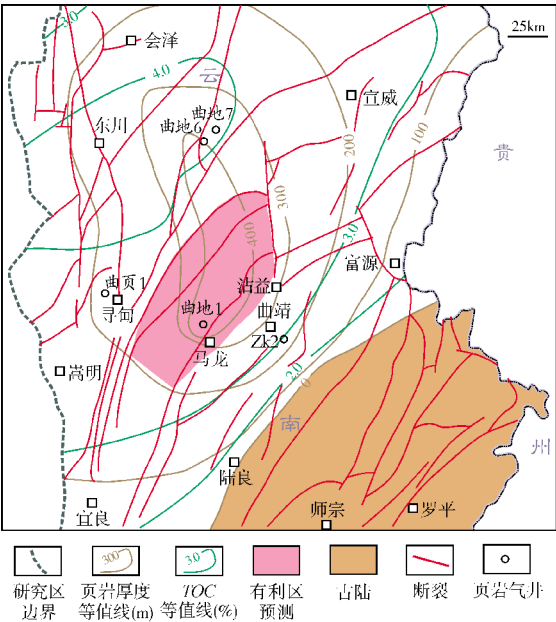 3.0
会泽
25km
4.0
云
曲地7
曲地6
宣威
100
东川
贵
200
300
3.0
400
富源
沾益
曲页1
寻甸
曲地1
曲靖
Zk2
马龙
嵩明
2.0
0
南
州
陆良
宜良
师宗
罗平
300
3.0
研究区
边界
页岩厚度
等值线(m)
TOC
等值线(%)
有利区
预测
古陆
断裂
页岩气井